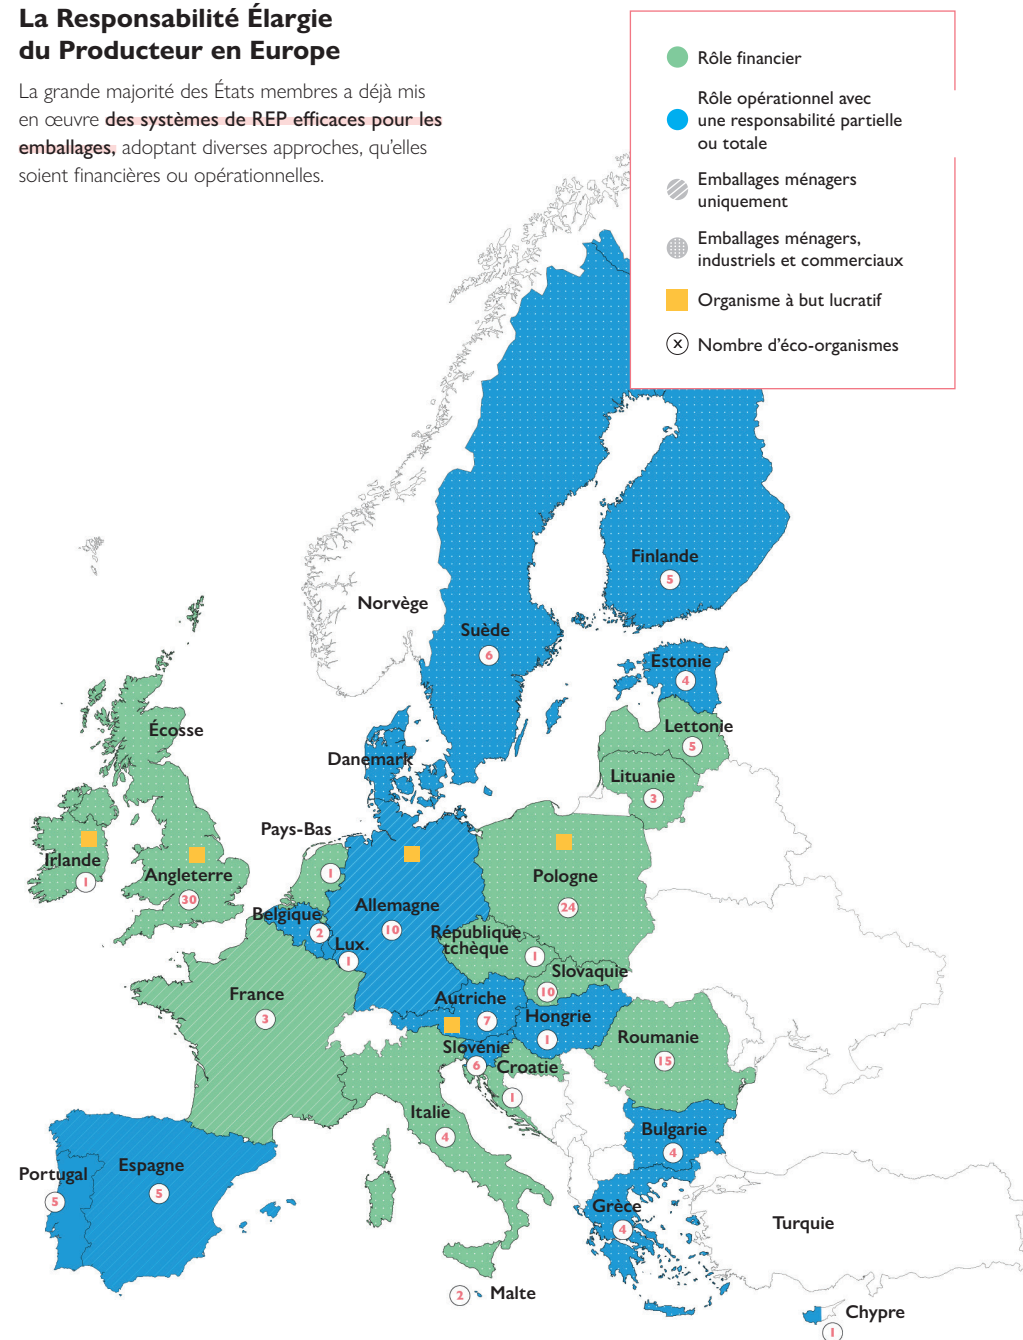 La Responsabilité Élargie
du Producteur en Europe
La grande majorité des États membres a déjà mis
en œuvre des systèmes de REP efficaces pour les
emballages, adoptant diverses approches, qu'elles
soient financières ou opérationnelles.
Rôle financier
Rôle opérationnel avec
une responsabilité partielle
ou totale
Emballages ménagers
uniquement
Emballages ménagers,
industriels et commerciaux
Organisme à but lucratif
X Nombre d'éco-organismes
Finlande
5
Norvège
Suède
6
Estonie
4
Lettonie
5
Écosse
Danemark
Lituanie
3
Pays-Bas
1
Irlande
1
Angleterre
30
Pologne
24
Belgique
2
Allemagne
10
Lux.
1
République
tchèque
1
Slovaquie
10
France
3
Autriche
7
Hongrie
1
Roumanie
15
Slovénie
6
Croatie
1
Italie
4
Bulgarie
4
Portugal
5
Espagne
5
Grèce
4
Turquie
Malte
2
Chypre
1